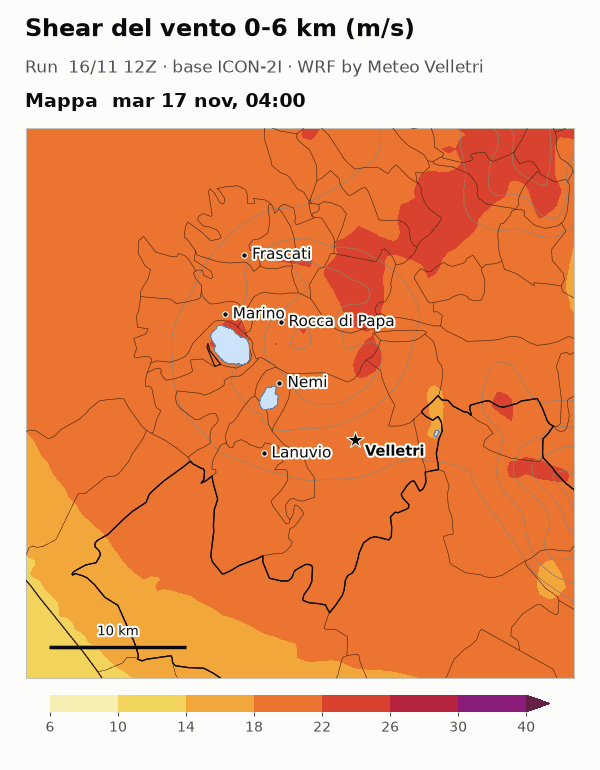 Shear del vento 0-6 km (m/s)
Run  16/11 12Z · base ICON-2I · WRF by Meteo Velletri
Mappa  mar 17 nov, 04:00
Frascati
Marino
Rocca di Papa
Nemi
Velletri
Lanuvio
10 km
6 10 14 18 22 26 30 40